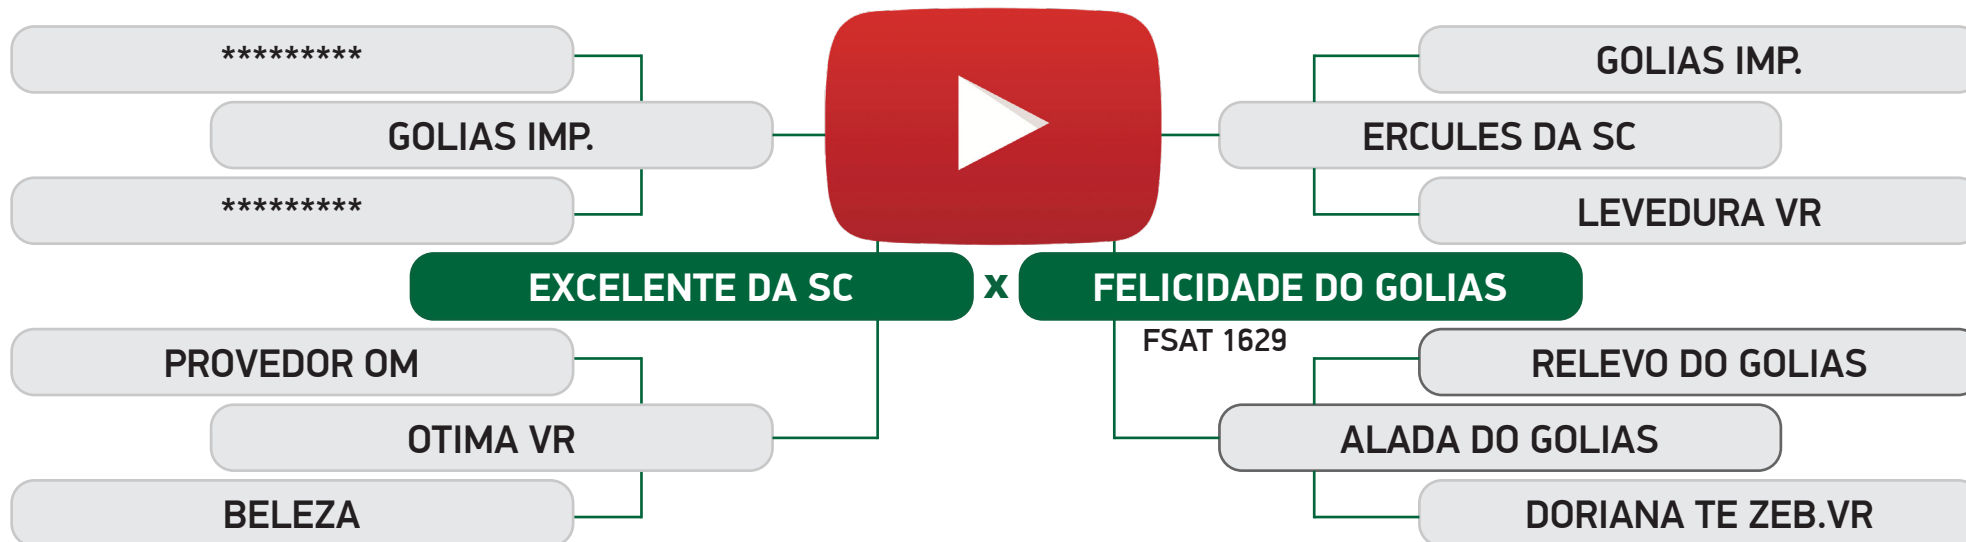 *********
GOLIAS IMP.
*********
GOLIAS IMP.
ERCULES DA SC
LEVEDURA VR
EXCELENTE DA SC x FELICIDADE DO GOLIAS
FSAT 1629
PROVEDOR OM
OTIMA VR
BELEZA
RELEVO DO GOLIAS
ALADA DO GOLIAS
DORIANA TE ZEB.VR